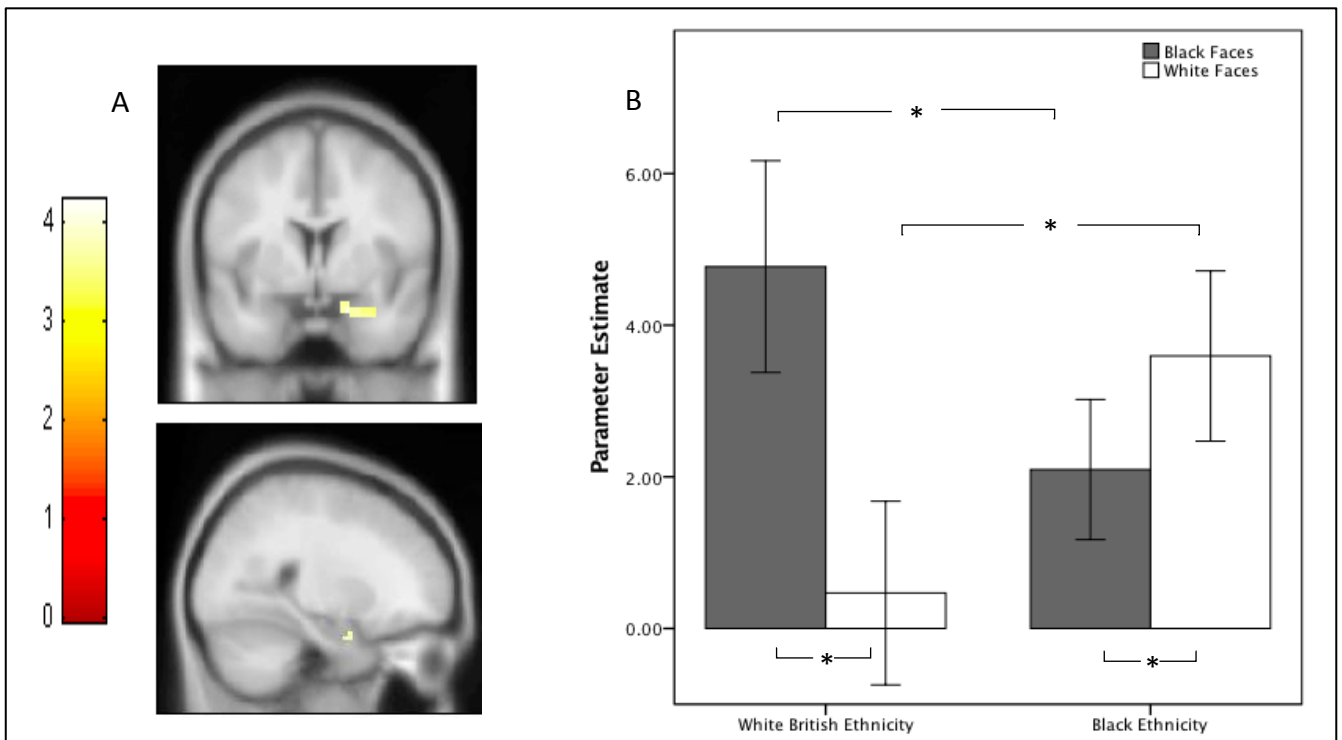 A
4
3
2
1
0
B
Black Faces
White Faces
*
*
6.00
4.00
2.00
0.00
Parameter Estimate
*
*
White British Ethnicity
Black Ethnicity